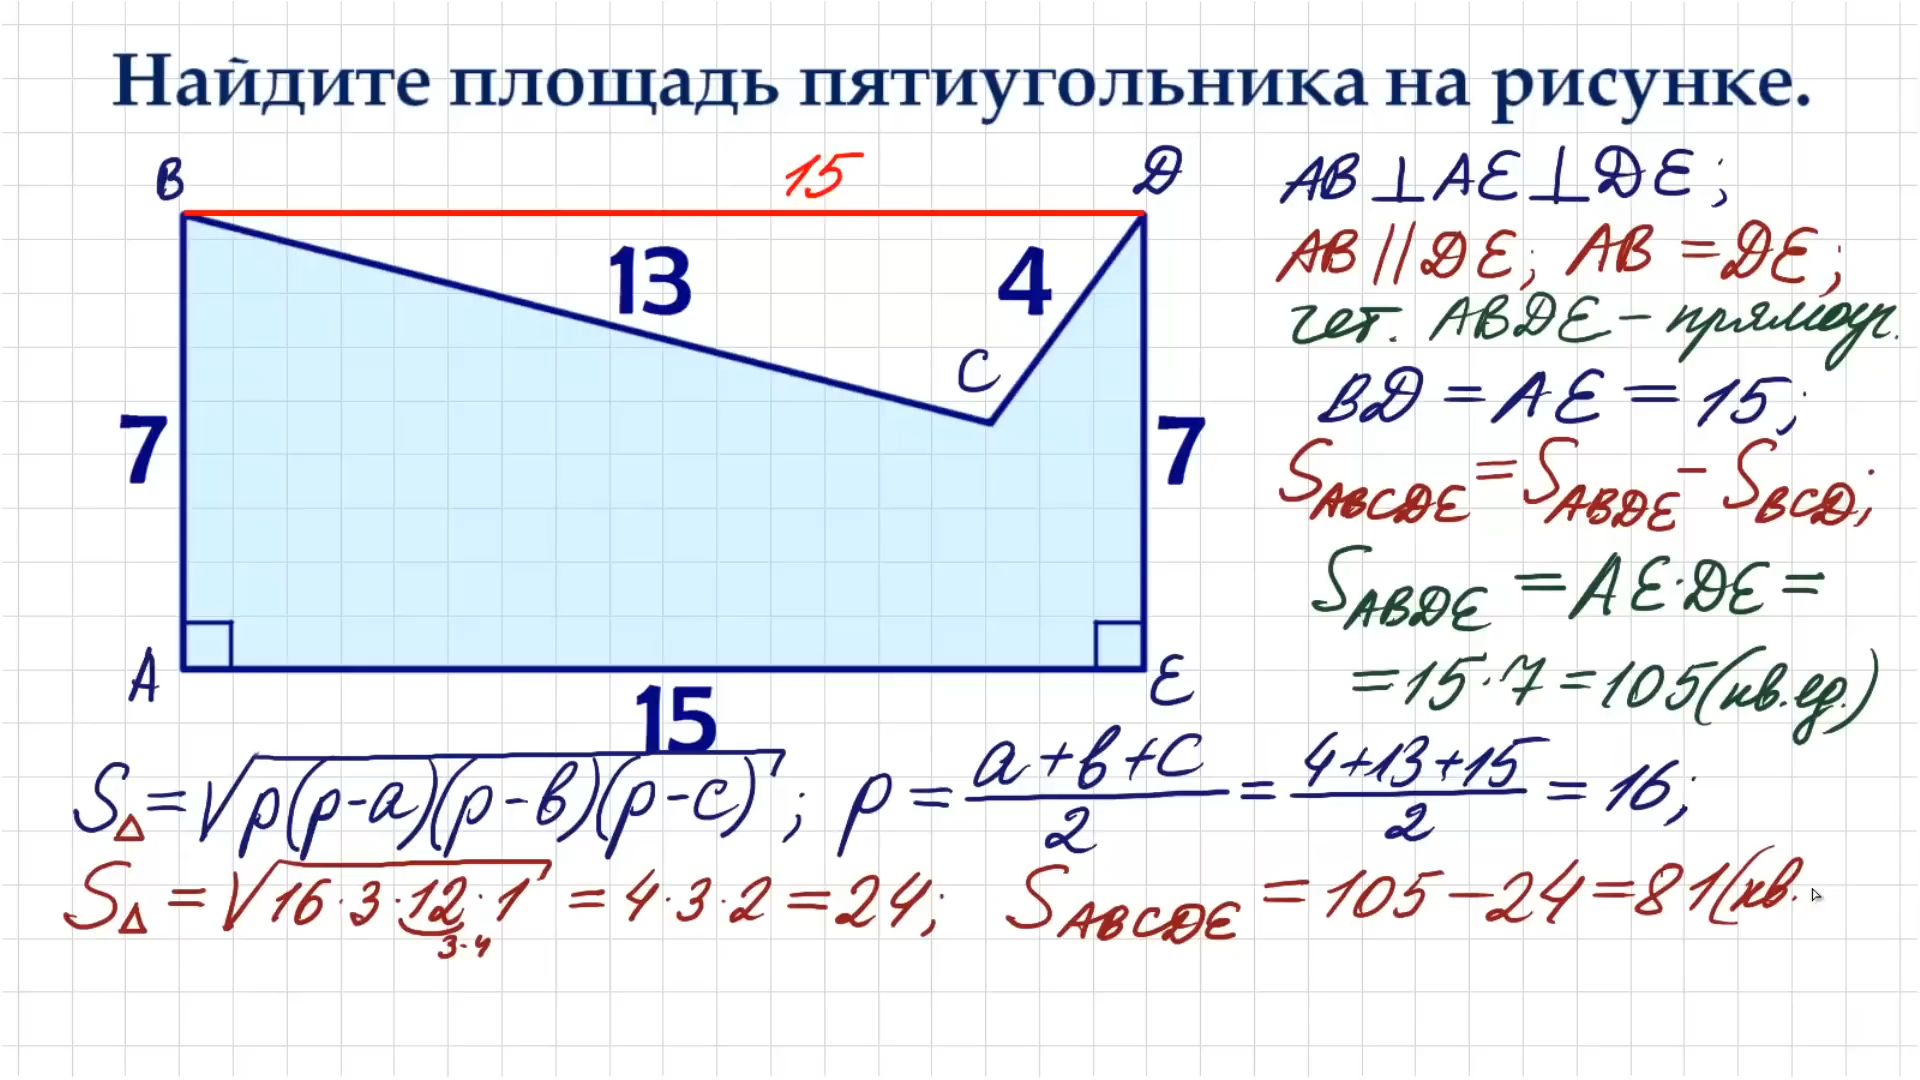 Найдите площадь пятиугольника на рисунке.
B 15 D
13 4
C
7 7
A E
15
AB ⊥ AE ⊥ DE ;
AB || DE; AB = DE;
чет. ABDE - прямоуг.
BD = AE = 15;
S_ABCDE = S_ABDE - S_BCD;
S_ABDE = AE·DE =
= 15·7 = 105 (кв.ед.)
S_Δ = √p(p-a)(p-b)(p-c) ; p = (a+b+c)/2 = (4+13+15)/2 = 16;
S_Δ = √16·3·12·1 = 4·3·2 = 24; S_ABCDE = 105 - 24 = 81 (кв.
3·4